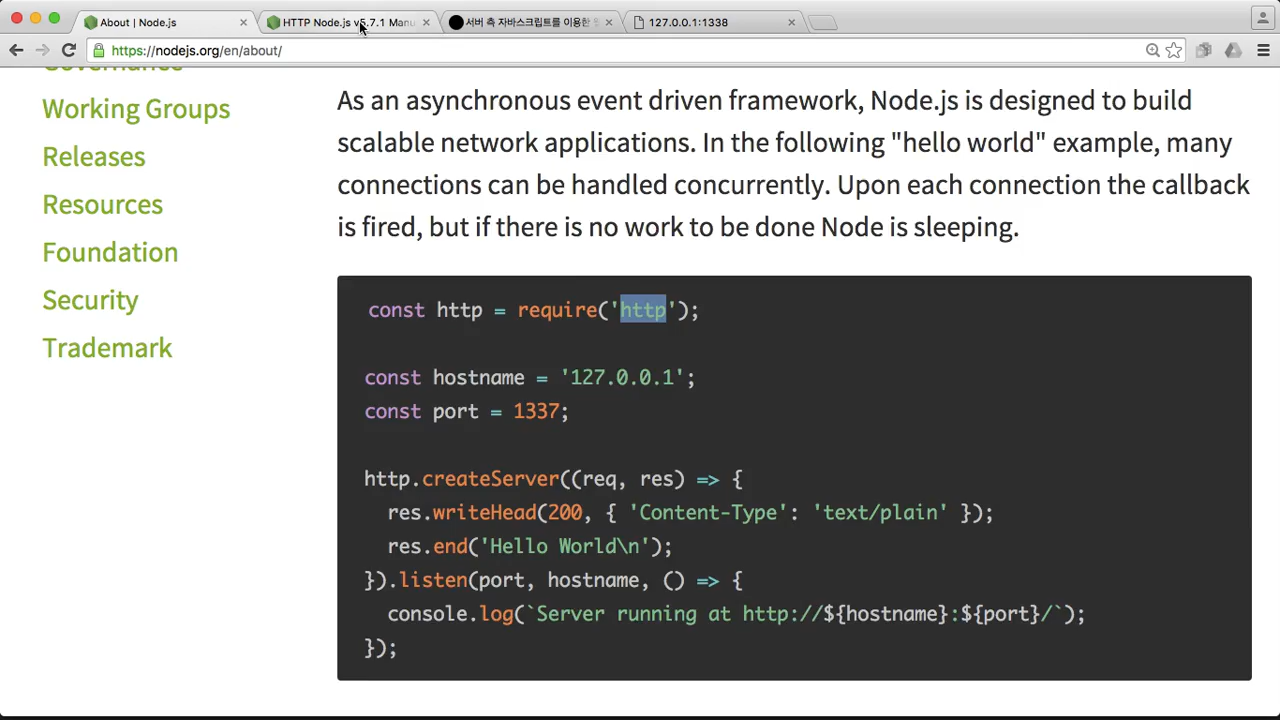 About | Node.js
HTTP Node.js v5.7.1 Manu
서버 측 자바스크립트를 이용한
127.0.0.1:1338
https://nodejs.org/en/about/
Governance
Working Groups
Releases
Resources
Foundation
Security
Trademark
As an asynchronous event driven framework, Node.js is designed to build
scalable network applications. In the following "hello world" example, many
connections can be handled concurrently. Upon each connection the callback
is fired, but if there is no work to be done Node is sleeping.
const http = require('http');
const hostname = '127.0.0.1';
const port = 1337;
http.createServer((req, res) => {
res.writeHead(200, { 'Content-Type': 'text/plain' });
res.end('Hello World\n');
}).listen(port, hostname, () => {
console.log(`Server running at http://${hostname}:${port}/`);
});